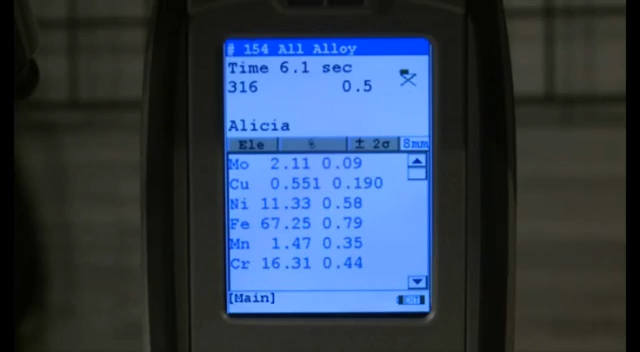 # 154 All Alloy
Time 6.1 sec
316 0.5
Alicia
Ele % ± 2σ 8mm
Mo 2.11 0.09
Cu 0.551 0.190
Ni 11.33 0.58
Fe 67.25 0.79
Mn 1.47 0.35
Cr 16.31 0.44
[Main] EXT